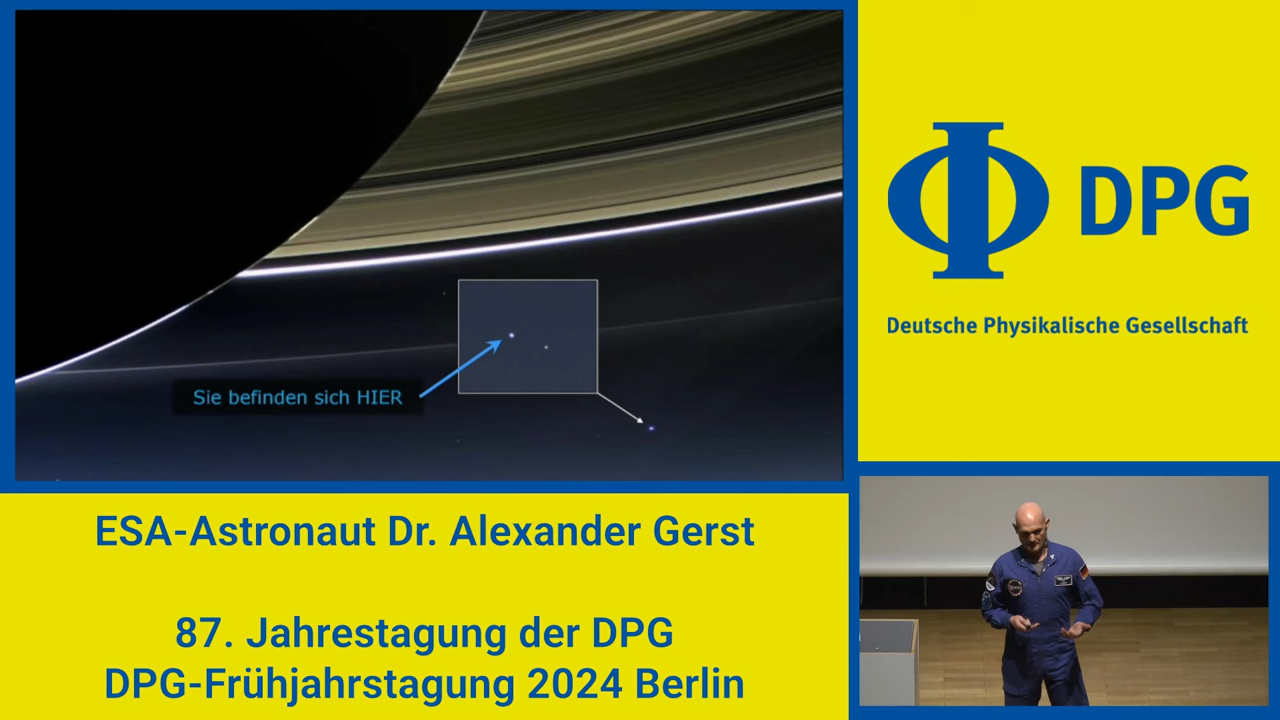 Sie befinden sich HIER
DPG
Deutsche Physikalische Gesellschaft
ESA-Astronaut Dr. Alexander Gerst
87. Jahrestagung der DPG
DPG-Frühjahrstagung 2024 Berlin